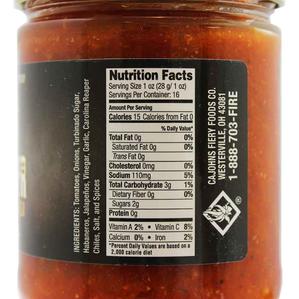 INGREDIENTS: Tomatoes, Onions, Turbinado Sugar,
Habaneros, Jalapeños, Vinegar, Garlic, Carolina Reaper
Chiles, Salt, and Spices
Nutrition Facts
Serving Size 1 oz (28 g/ 1 oz)
Servings Per Container: 16
Amount Per Serving
Calories 15 Calories from Fat 0
% Daily Value*
Total Fat 0g 0%
Saturated Fat 0g 0%
Trans Fat 0g
Cholesterol 0mg 0%
Sodium 110mg 5%
Total Carbohydrate 3g 1%
Dietary Fiber 0g 0%
Sugars 2g
Protein 0g
Vitamin A 2% • Vitamin C 8%
Calcium 0% • Iron 2%
*Percent Daily Values are based on a
2,000 calorie diet
CAJOHNS FIERY FOODS CO.
WESTERVILLE, OH 43081
1-888-703-FIRE